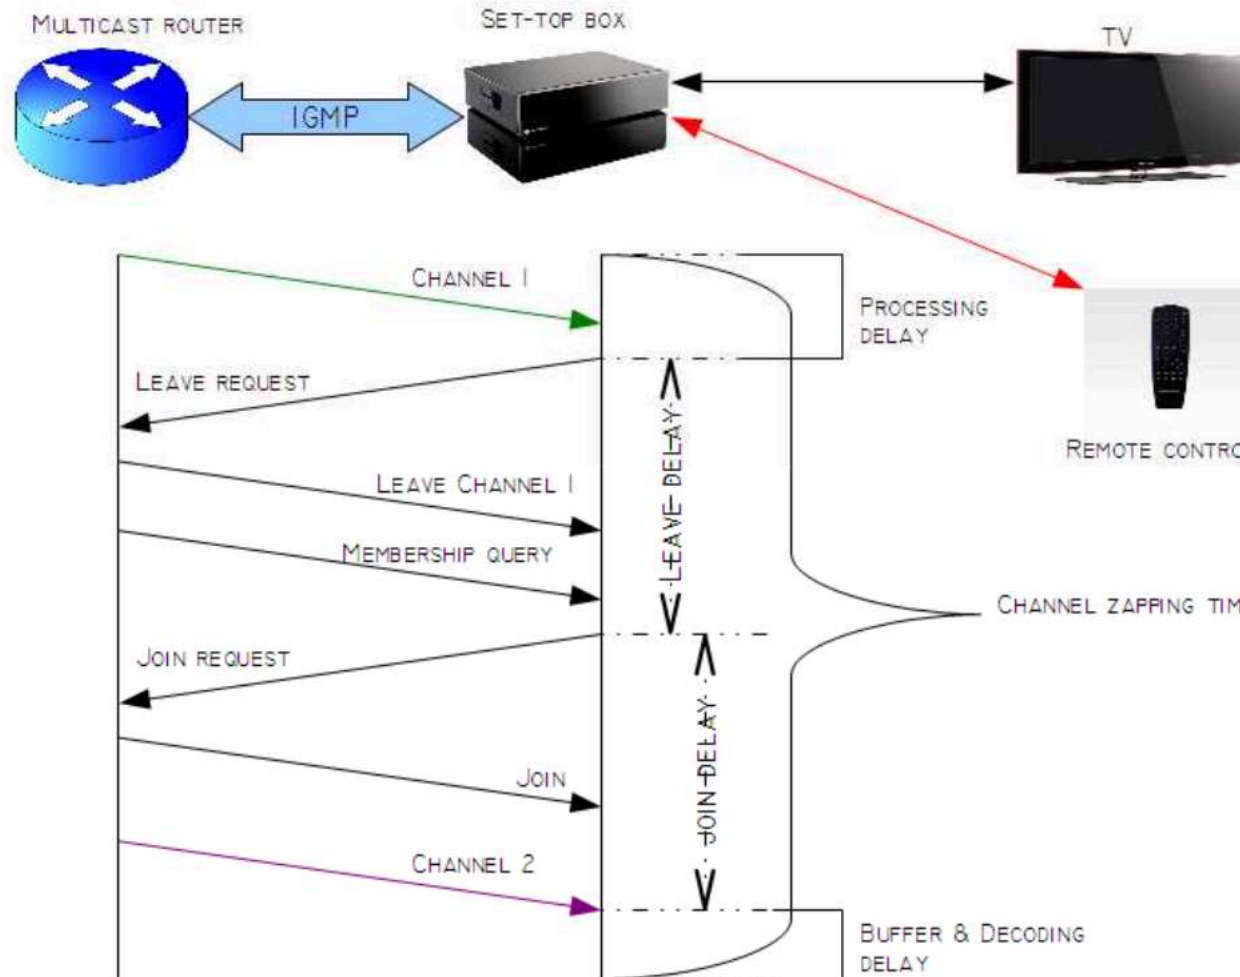 MULTICAST ROUTER
SET-TOP BOX
TV
IGMP
CHANNEL 1
PROCESSING
DELAY
LEAVE REQUEST
LEAVE DELAY
REMOTE CONTRO
LEAVE CHANNEL 1
MEMBERSHIP QUERY
CHANNEL ZAPPING TIM
JOIN REQUEST
JOIN DELAY
JOIN
CHANNEL 2
BUFFER & DECODING
DELAY